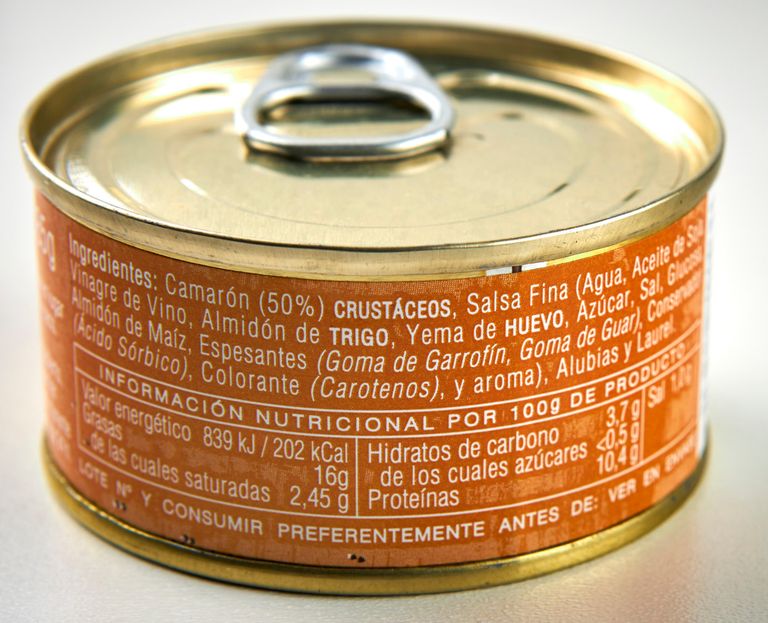 Ingredientes: Camarón (50%) CRUSTÁCEOS, Salsa Fina (Agua, Aceite de
Vinagre de Vino, Almidón de TRIGO, Yema de HUEVO, Azúcar, Sal,
Almidón de Maíz, Espesantes (Goma de Garrofín, Goma de Guar),
(Ácido Sórbico), Colorante (Carotenos), y aroma), Alubias y Laurel.
INFORMACIÓN NUTRICIONAL POR 100g DE PRODUCTO
Valor energético 839 kJ / 202 kCal
Grasas 16g
de las cuales saturadas 2,45 g
Hidratos de carbono 3,7 g
de los cuales azúcares <0,5 g
Proteínas 10,4 g
Sal
LOTE Nº Y CONSUMIR PREFERENTEMENTE ANTES DE: VER EN ENVASE